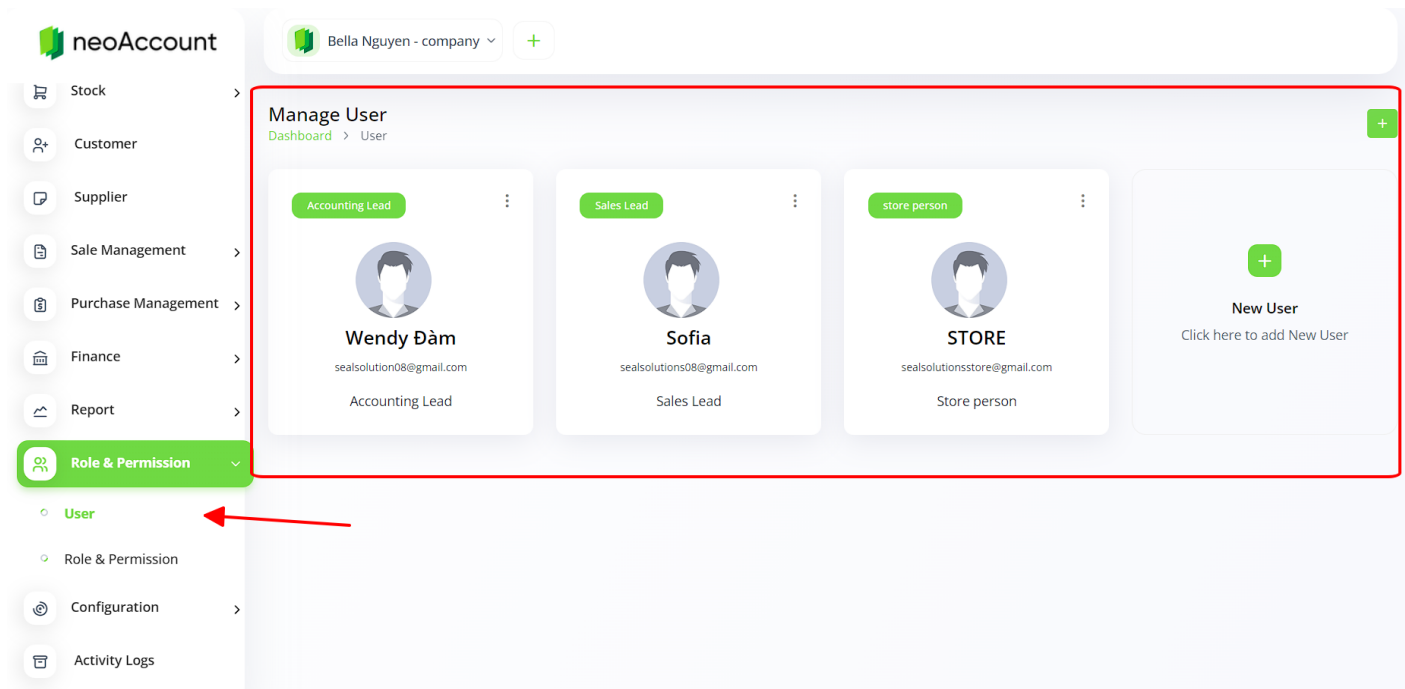 neoAccount
Stock
Customer
Supplier
Sale Management
Purchase Management
Finance
Report
Role & Permission
User
Role & Permission
Configuration
Activity Logs
Bella Nguyen - company
Manage User
Dashboard > User
Accounting Lead
Wendy Đàm
sealsolution08@gmail.com
Accounting Lead
Sales Lead
Sofia
sealsolutions08@gmail.com
Sales Lead
store person
STORE
sealsolutionsstore@gmail.com
Store person
New User
Click here to add New User